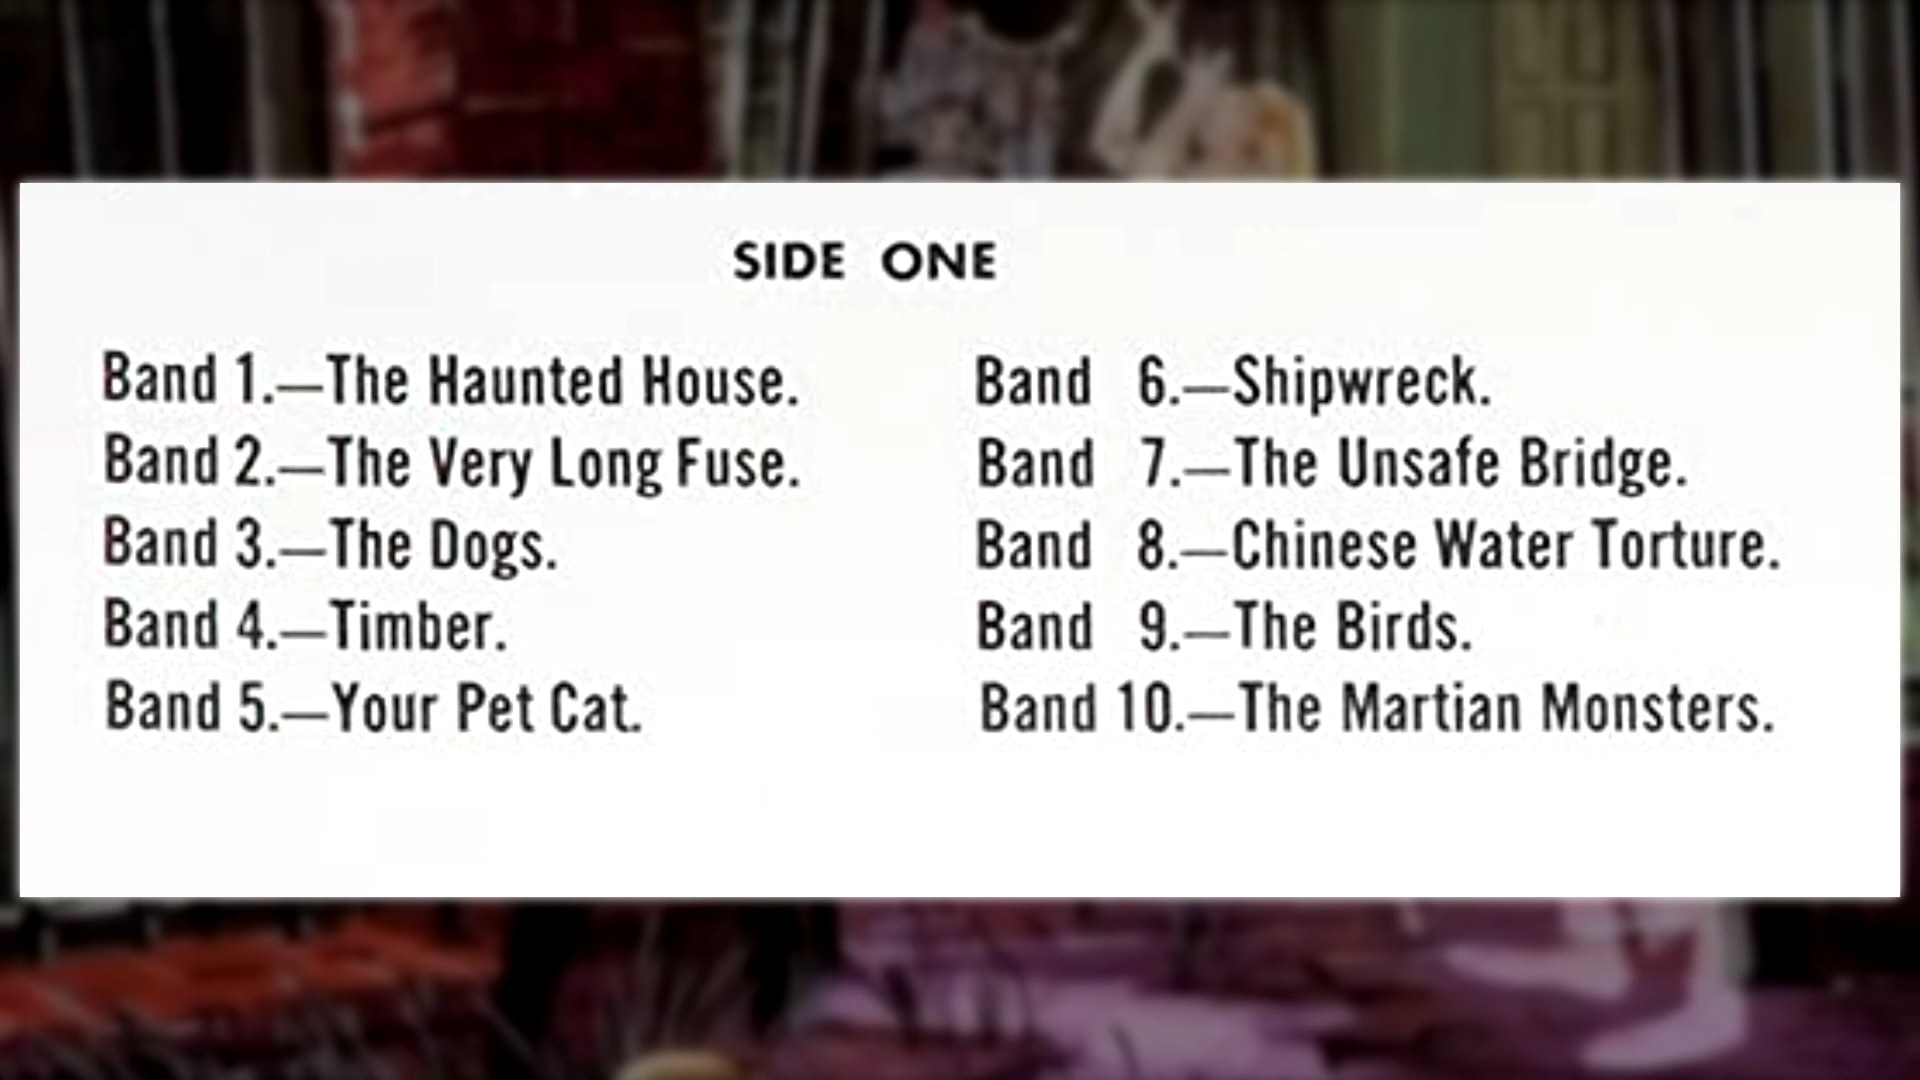 SIDE ONE
Band 1.—The Haunted House.
Band 2.—The Very Long Fuse.
Band 3.—The Dogs.
Band 4.—Timber.
Band 5.—Your Pet Cat.
Band 6.—Shipwreck.
Band 7.—The Unsafe Bridge.
Band 8.—Chinese Water Torture.
Band 9.—The Birds.
Band 10.—The Martian Monsters.